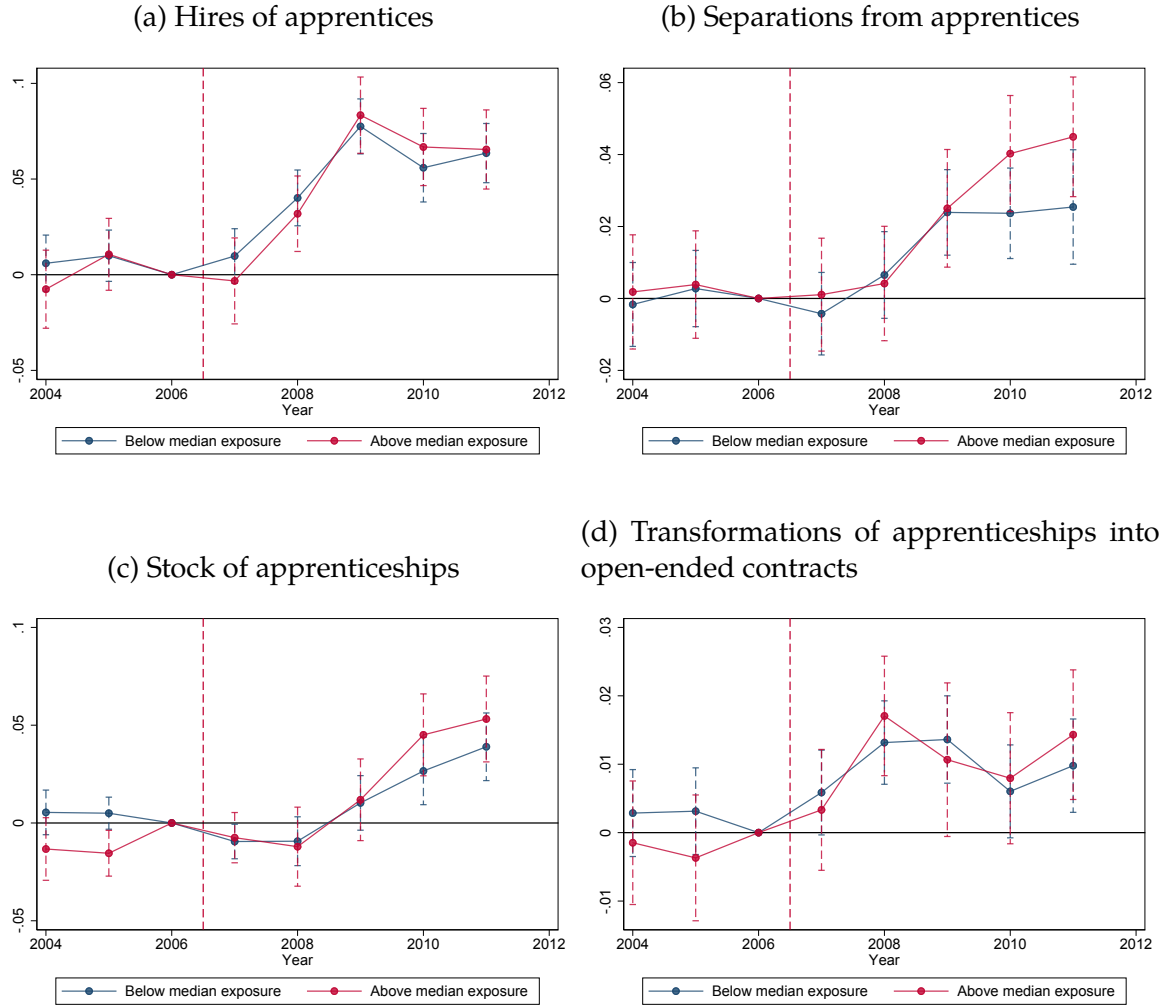 (a) Hires of apprentices
.1
.05
0
-.05
2004 2006 2008 2010 2012
Year
Below median exposure Above median exposure
(b) Separations from apprentices
.06
.04
.02
0
-.02
2004 2006 2008 2010 2012
Year
Below median exposure Above median exposure
(c) Stock of apprenticeships
.1
.05
0
-.05
2004 2006 2008 2010 2012
Year
Below median exposure Above median exposure
(d) Transformations of apprenticeships into
open-ended contracts
.03
.02
.01
0
-.01
2004 2006 2008 2010 2012
Year
Below median exposure Above median exposure